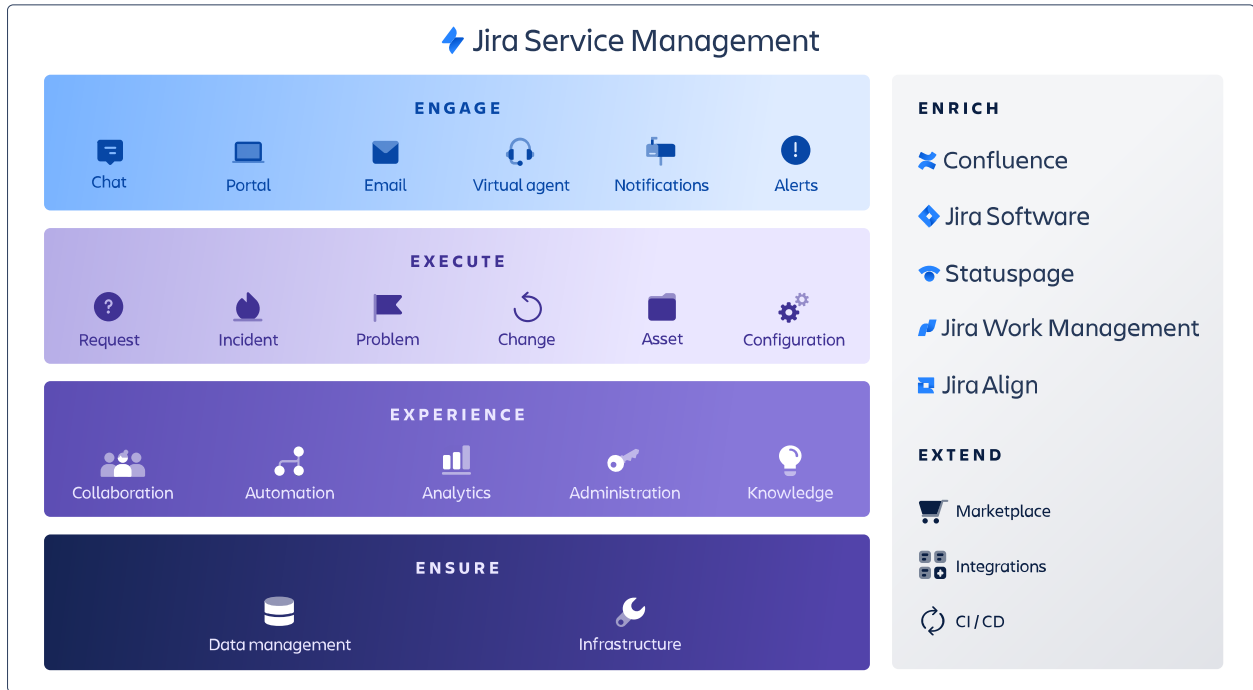 Jira Service Management
ENGAGE
Chat
Portal
Email
Virtual agent
Notifications
Alerts
EXECUTE
Request
Incident
Problem
Change
Asset
Configuration
EXPERIENCE
Collaboration
Automation
Analytics
Administration
Knowledge
ENSURE
Data management
Infrastructure
ENRICH
Confluence
Jira Software
Statuspage
Jira Work Management
Jira Align
EXTEND
Marketplace
Integrations
CI / CD